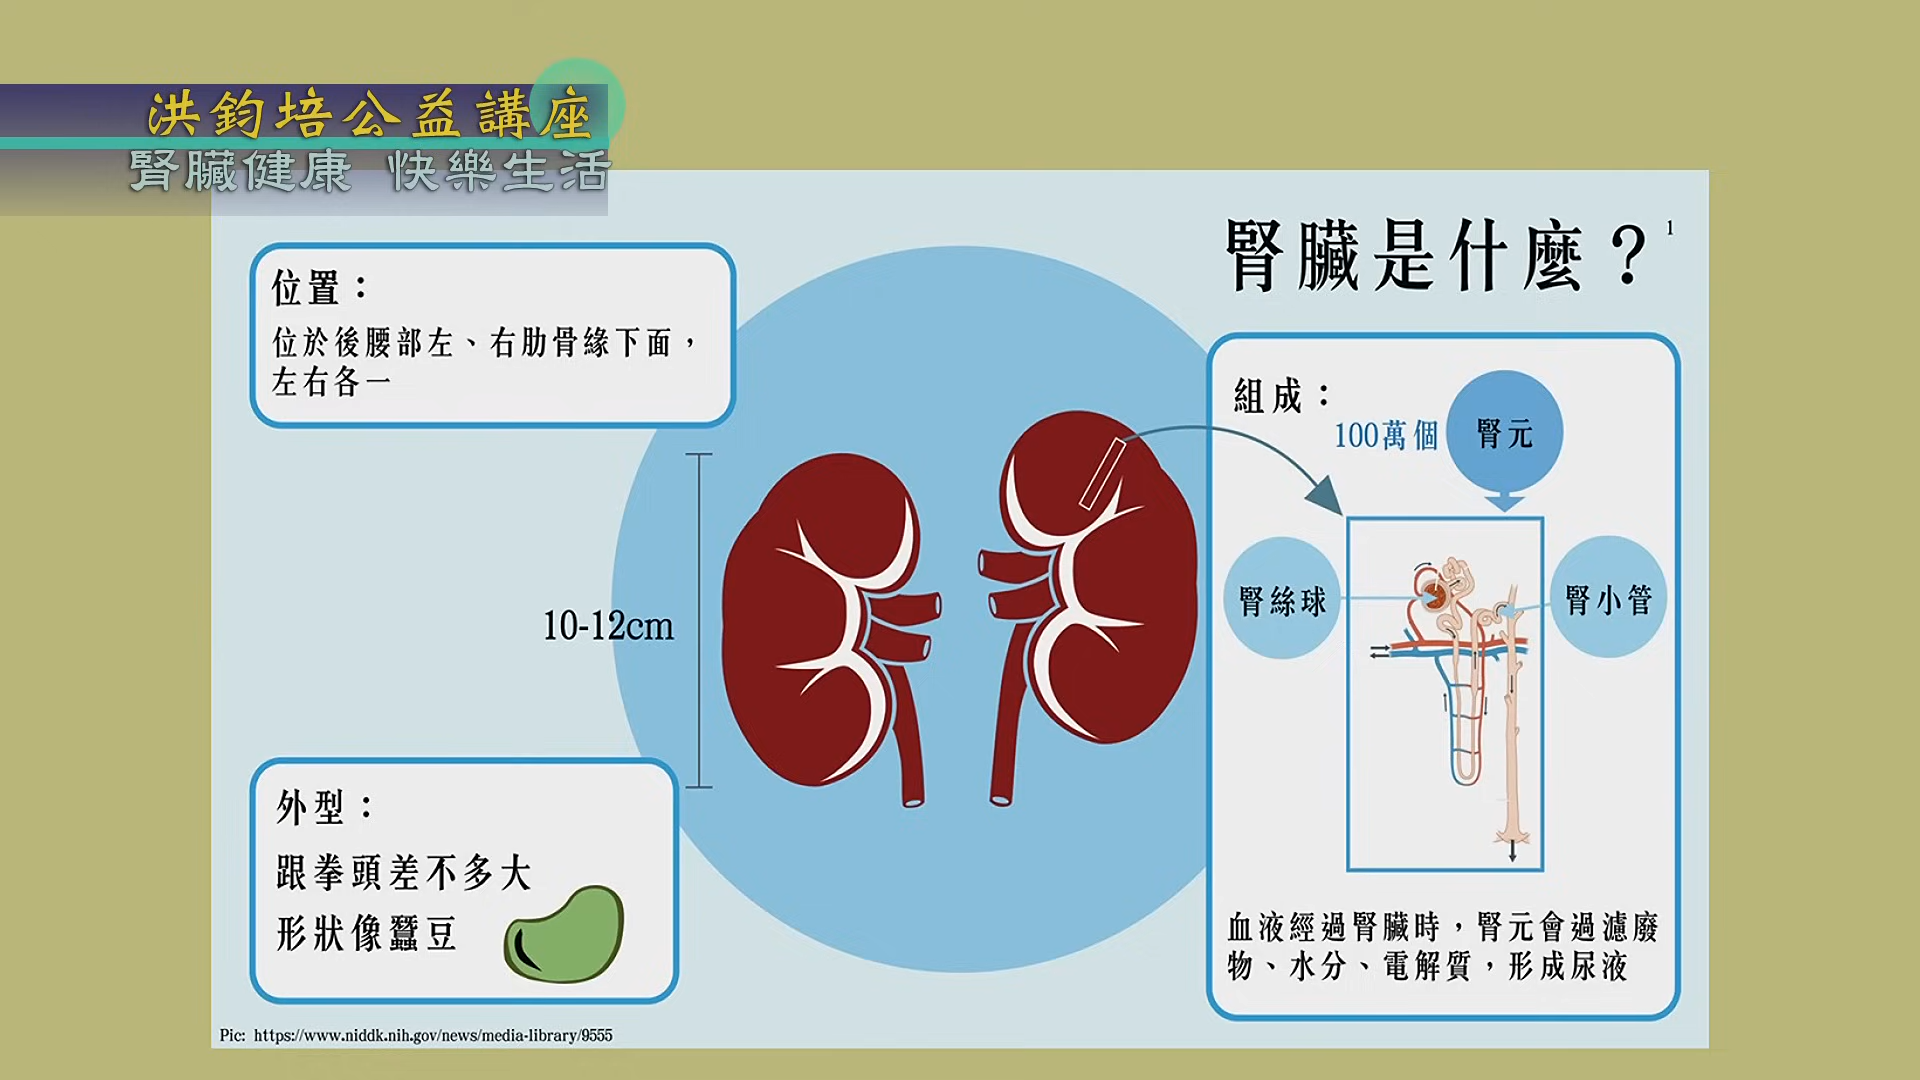 洪鈞培公益講座
腎臟健康 快樂生活
腎臟是什麼？1
位置：
位於後腰部左、右肋骨緣下面，
左右各一
10-12cm
外型：
跟拳頭差不多大
形狀像蠶豆
組成：
100萬個
腎元
腎絲球
腎小管
血液經過腎臟時，腎元會過濾廢
物、水分、電解質，形成尿液
Pic: https://www.niddk.nih.gov/news/media-library/9555